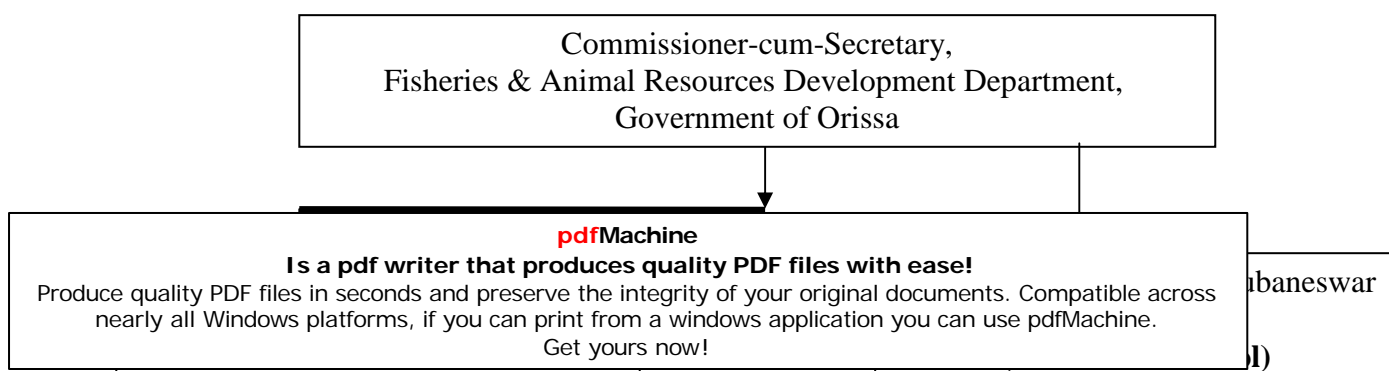 Commissioner-cum-Secretary,
Fisheries & Animal Resources Development Department,
Government of Orissa
pdfMachine
Is a pdf writer that produces quality PDF files with ease!
Produce quality PDF files in seconds and preserve the integrity of your original documents. Compatible across
nearly all Windows platforms, if you can print from a windows application you can use pdfMachine.
Get yours now!
ubaneswar
l)